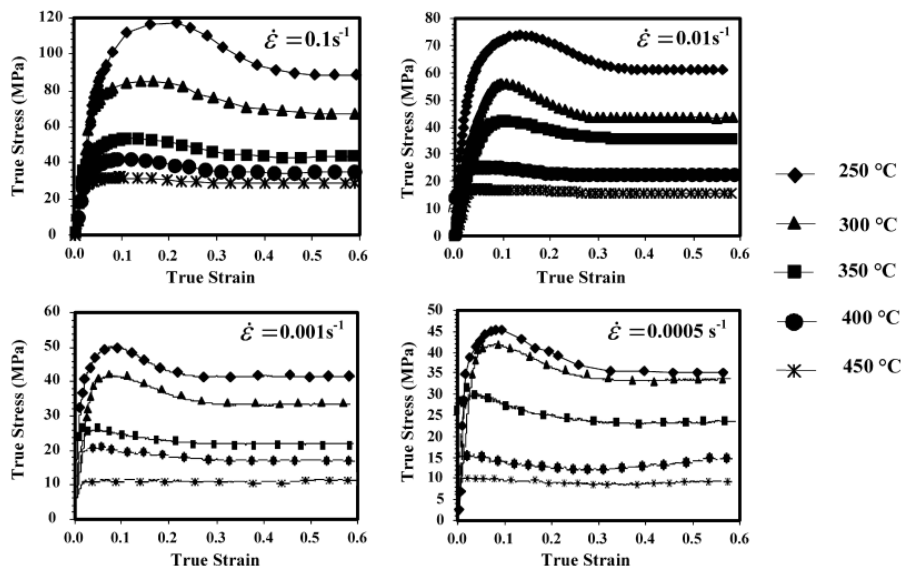 120
100
80
60
40
20
0
True Stress (MPa)
ε̇ = 0.1s⁻¹
0.0 0.1 0.2 0.3 0.4 0.5 0.6
True Strain
80
70
60
50
40
30
20
10
0
True Stress (MPa)
ε̇ = 0.01s⁻¹
0.0 0.1 0.2 0.3 0.4 0.5 0.6
True Strain
250 °C
300 °C
350 °C
400 °C
450 °C
60
50
40
30
20
10
0
True Stress (MPa)
ε̇ = 0.001s⁻¹
0.0 0.1 0.2 0.3 0.4 0.5 0.6
True Strain
50
45
40
35
30
25
20
15
10
5
0
True Stress (MPa)
ε̇ = 0.0005 s⁻¹
0.0 0.1 0.2 0.3 0.4 0.5 0.6
True Strain